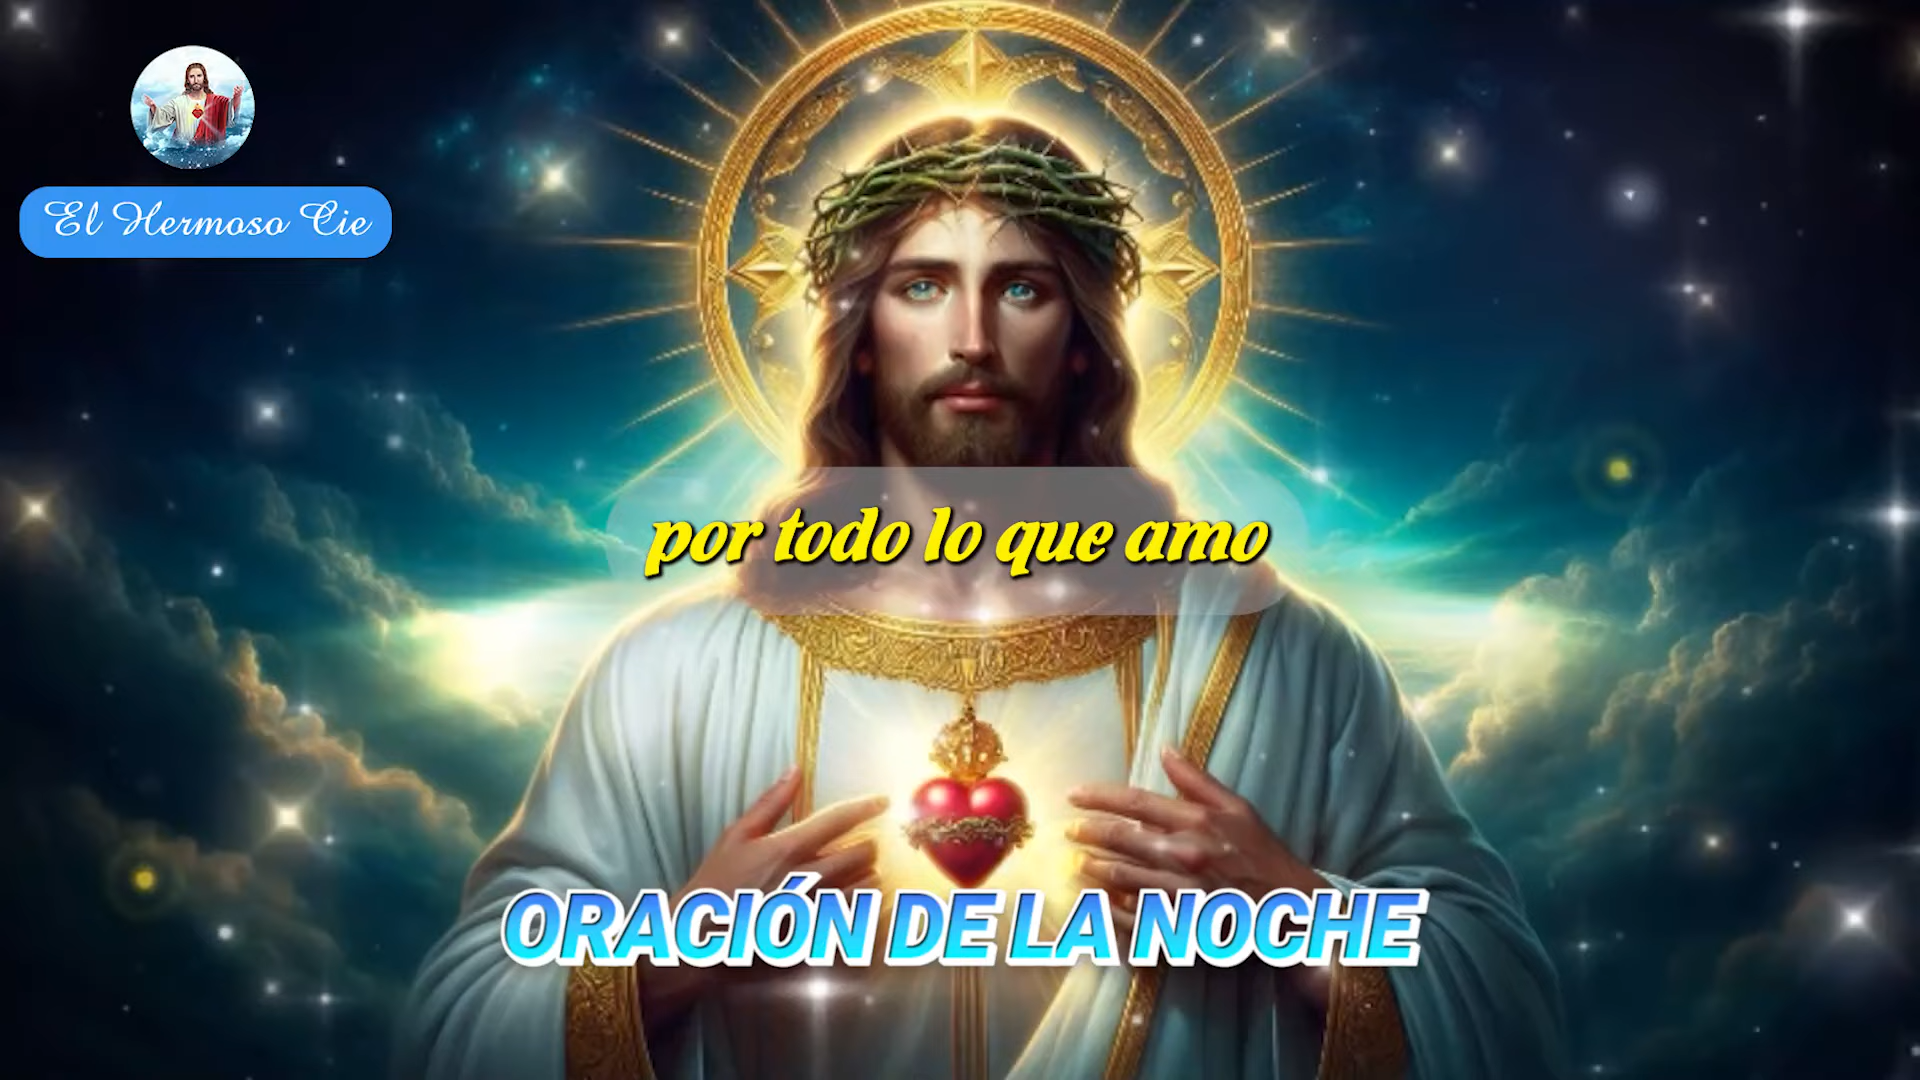 El Hermoso Cie
por todo lo que amo
ORACIÓN DE LA NOCHE